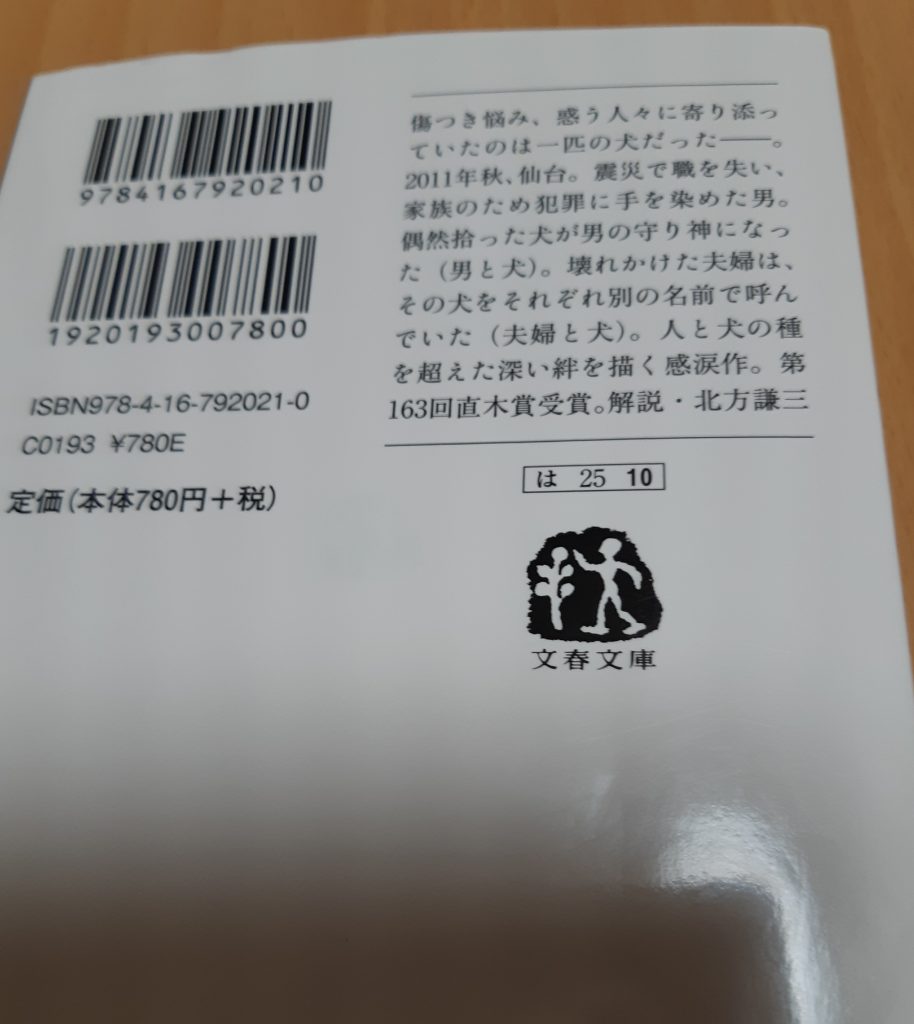 9784167920210
1920193007800
ISBN978-4-16-792021-0
C0193 ¥780E
定価(本体780円+税)
傷つき悩み、惑う人々に寄り添っ
ていたのは一匹の犬だった──。
2011年秋、仙台。震災で職を失い、
家族のため犯罪に手を染めた男。
偶然拾った犬が男の守り神になっ
た(男と犬)。壊れかけた夫婦は、
その犬をそれぞれ別の名前で呼ん
でいた(夫婦と犬)。人と犬の種
を超えた深い絆を描く感涙作。第
163回直木賞受賞。解説・北方謙三
は 25 10
文春文庫